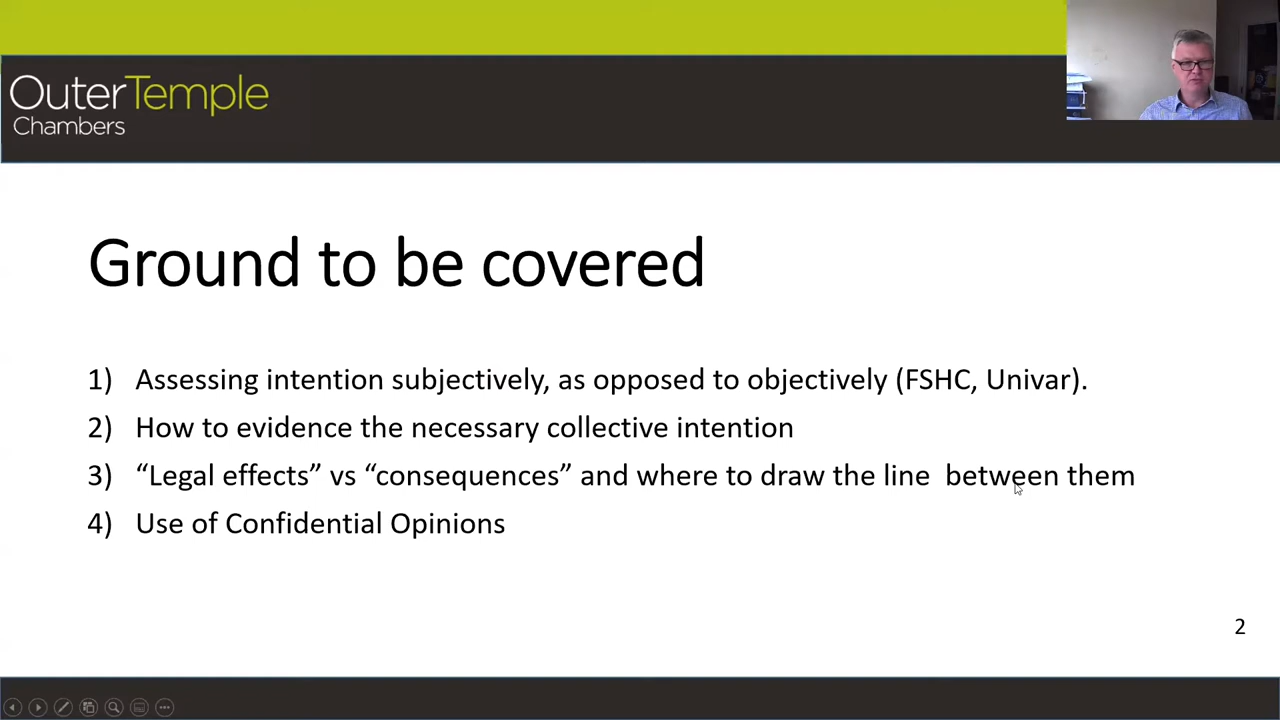 OuterTemple
Chambers
Ground to be covered
1) Assessing intention subjectively, as opposed to objectively (FSHC, Univar).
2) How to evidence the necessary collective intention
3) “Legal effects” vs “consequences” and where to draw the line  between them
4) Use of Confidential Opinions
2